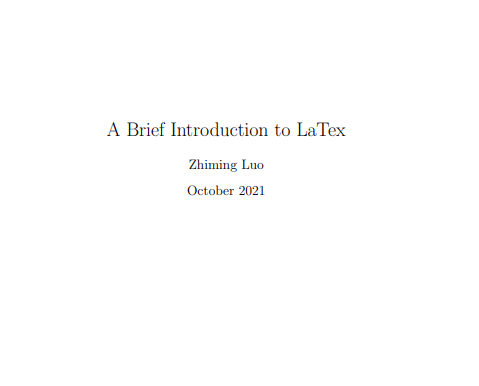 A Brief Introduction to LaTex
Zhiming Luo
October 2021